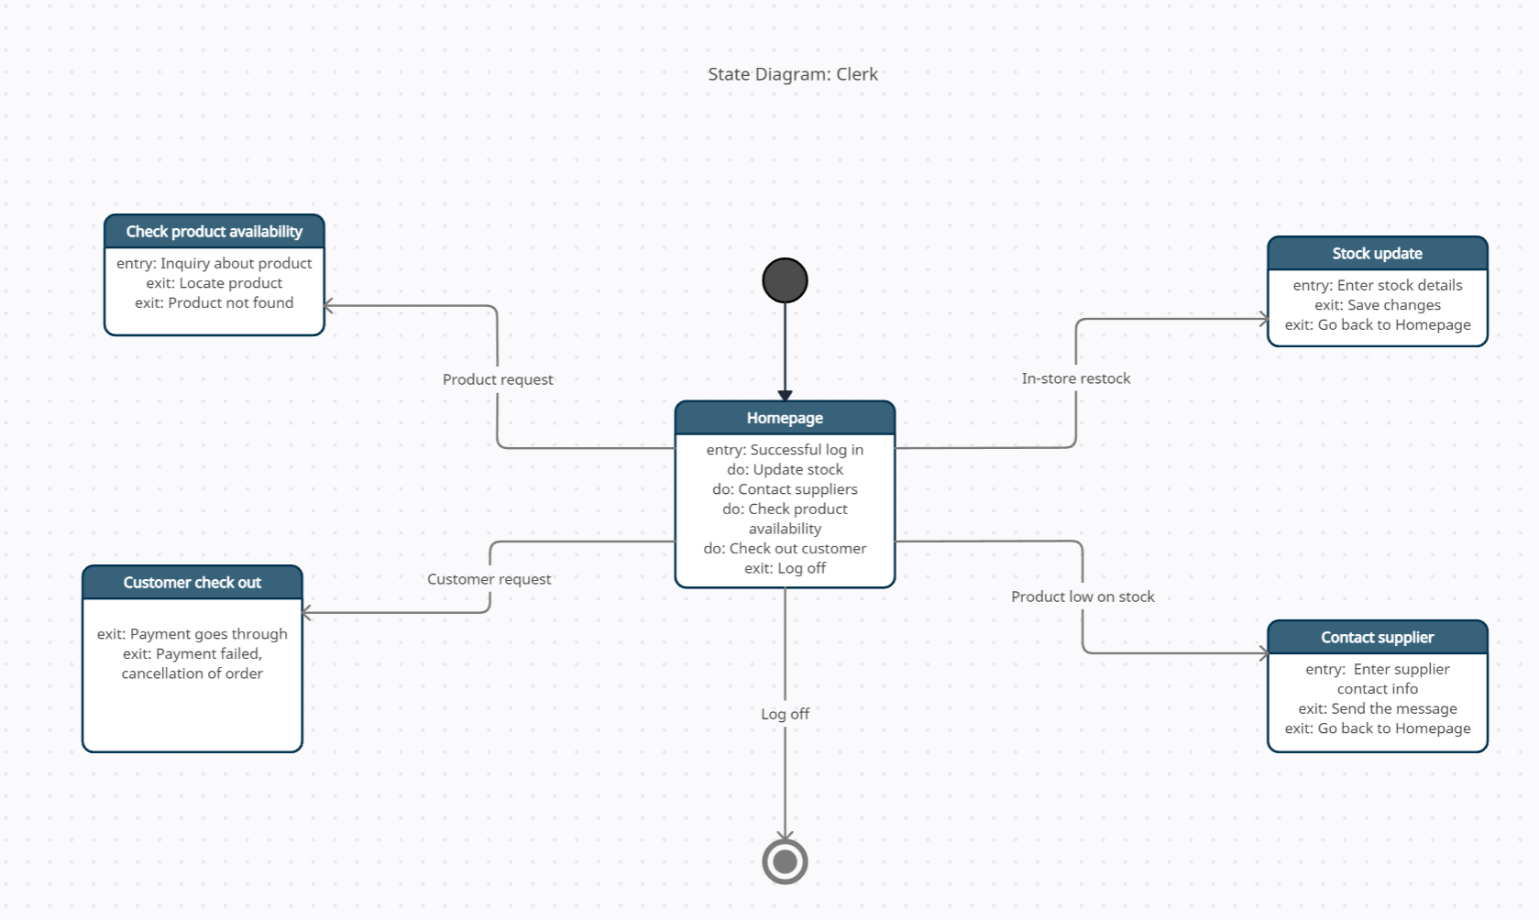 State Diagram: Clerk
Check product availability
entry: Inquiry about product
exit: Locate product
exit: Product not found
Stock update
entry: Enter stock details
exit: Save changes
exit: Go back to Homepage
Product request
In-store restock
Homepage
entry: Successful log in
do: Update stock
do: Contact suppliers
do: Check product
availability
do: Check out customer
exit: Log off
Customer request
Product low on stock
Customer check out
exit: Payment goes through
exit: Payment failed,
cancellation of order
Contact supplier
entry:  Enter supplier
contact info
exit: Send the message
exit: Go back to Homepage
Log off